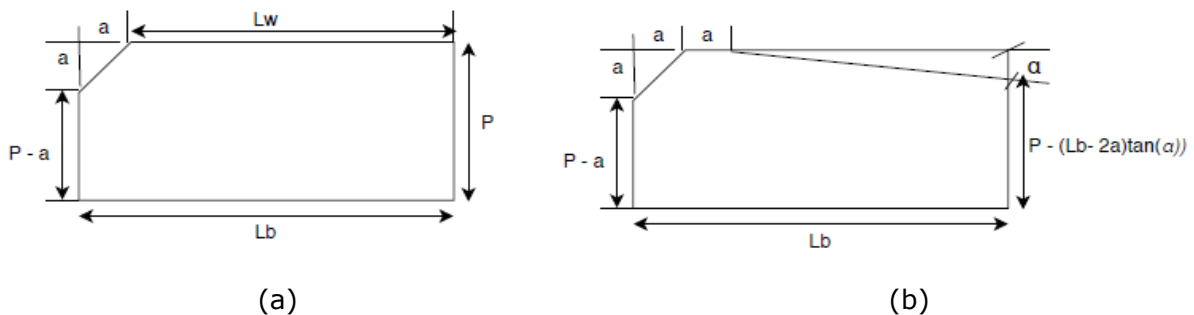 a
Lw
a
P - a
P
Lb
(a)
a
a
a
α
P - a
P - (Lb- 2a)tan(α))
Lb
(b)